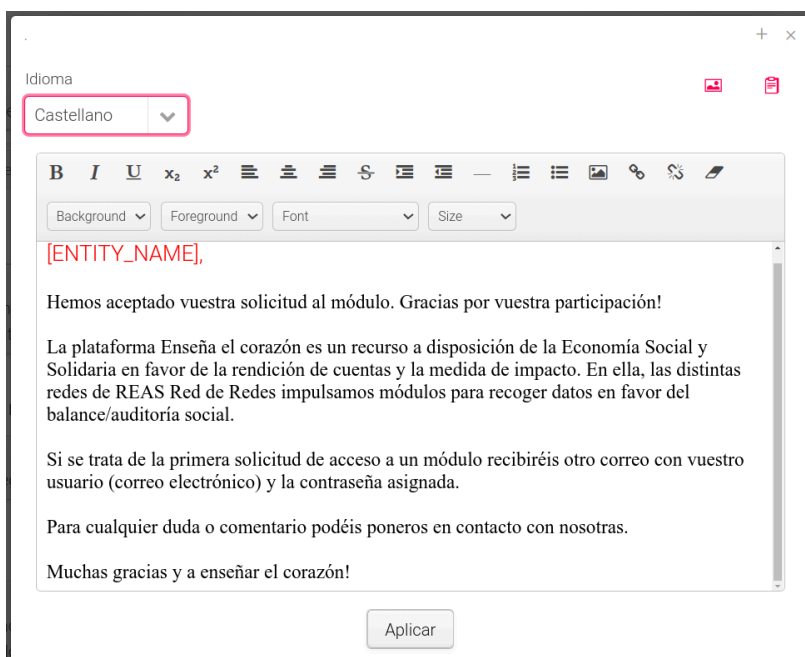 Idioma
Castellano
B I U x₂ x² S
Background Foreground Font Size
[ENTITY_NAME],
Hemos aceptado vuestra solicitud al módulo. Gracias por vuestra participación!
La plataforma Enseña el corazón es un recurso a disposición de la Economía Social y
Solidaria en favor de la rendición de cuentas y la medida de impacto. En ella, las distintas
redes de REAS Red de Redes impulsamos módulos para recoger datos en favor del
balance/auditoría social.
Si se trata de la primera solicitud de acceso a un módulo recibiréis otro correo con vuestro
usuario (correo electrónico) y la contraseña asignada.
Para cualquier duda o comentario podéis poneros en contacto con nosotras.
Muchas gracias y a enseñar el corazón!
Aplicar